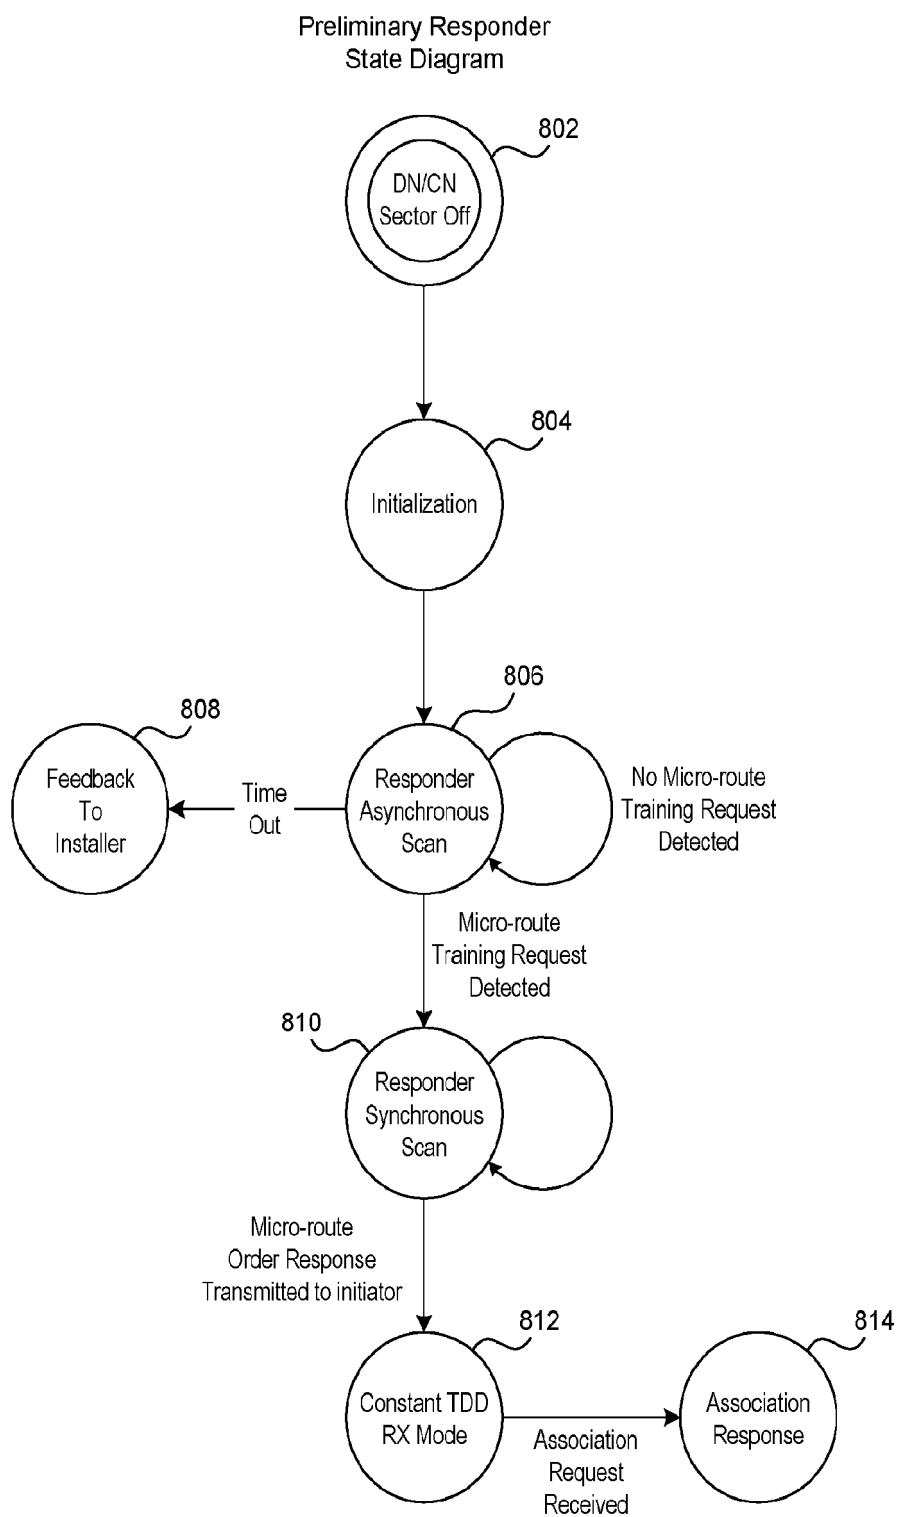 Preliminary Responder
State Diagram
802
DN/CN
Sector Off
804
Initialization
806
808
Feedback
To
Installer
Time
Out
Responder
Asynchronous
Scan
No Micro-route
Training Request
Detected
Micro-route
Training Request
Detected
810
Responder
Synchronous
Scan
Micro-route
Order Response
Transmitted to initiator
812
Constant TDD
RX Mode
Association
Request
Received
814
Association
Response